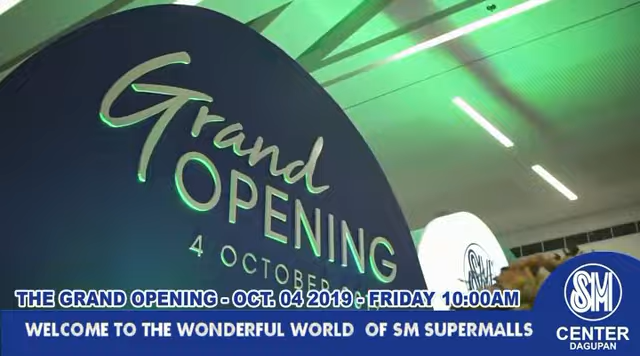 Grand
OPENING
4 OCTOBER
SM
THE GRAND OPENING - OCT. 04 2019 - FRIDAY 10:00AM
WELCOME TO THE WONDERFUL WORLD OF SM SUPERMALLS
SM
CENTER
DAGUPAN